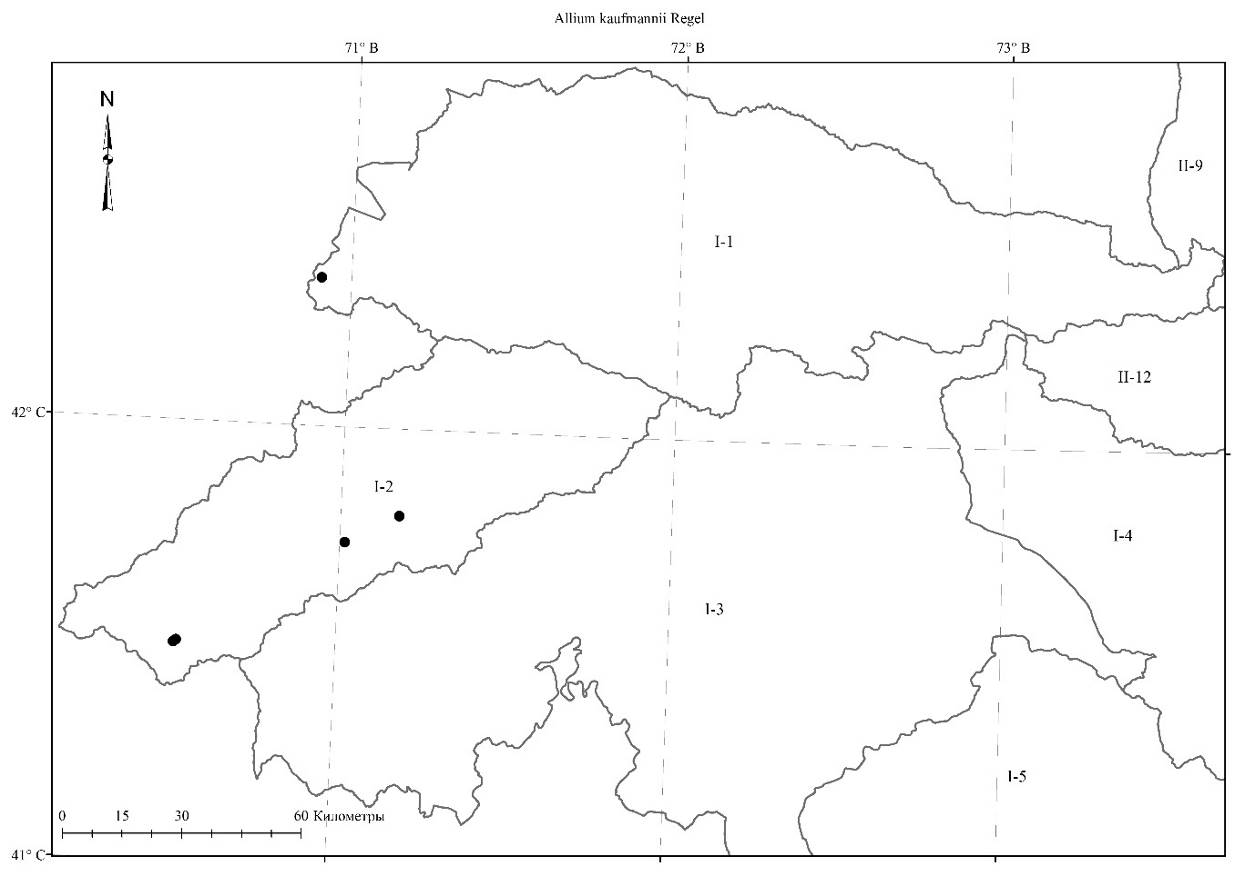 Allium kaufmannii Regel
71° В
72° В
73° В
N
II-9
I-1
II-12
42° С
I-2
I-4
I-3
I-5
0 15 30 60 Километры
41° С